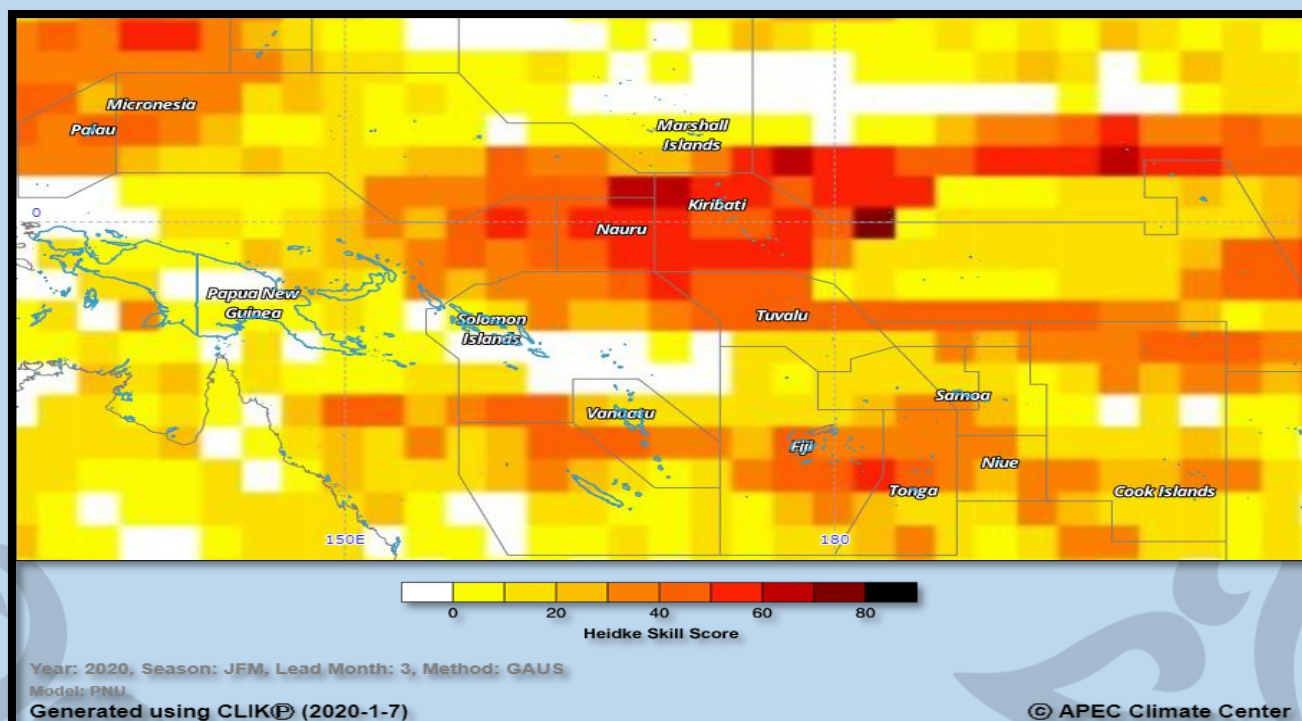 Micronesia
Palau
Marshall
Islands
0
Kiribati
Nauru
Papua New
Guinea
Solomon
Islands
Tuvalu
Samoa
Vanuatu
Fiji
Niue
Tonga
Cook Islands
150E
180
0 20 40 60 80
Heidke Skill Score
Year: 2020, Season: JFM, Lead Month: 3, Method: GAUS
Model: PNU
Generated using CLIKⓅ (2020-1-7)
© APEC Climate Center